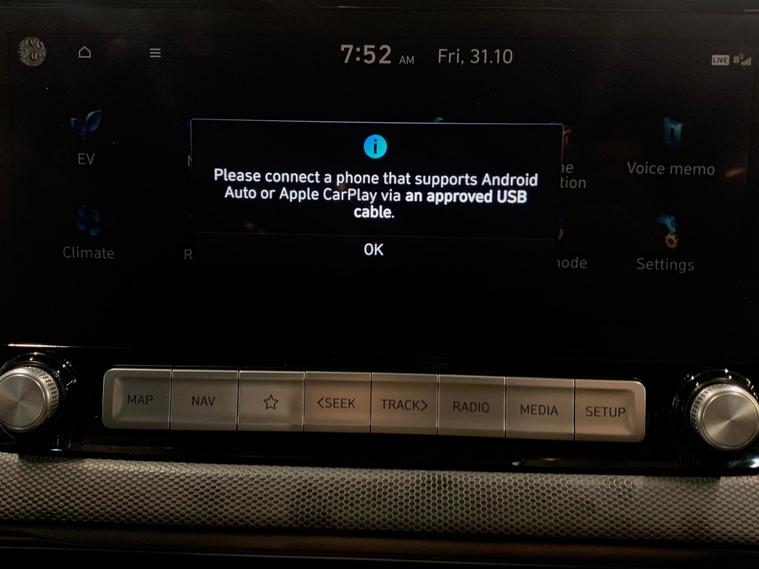 7:52 AM Fri, 31.10
LIVE
EV
Voice memo
Please connect a phone that supports Android
Auto or Apple CarPlay via an approved USB
cable.
OK
Climate
Settings
MAP NAV <SEEK TRACK> RADIO MEDIA SETUP